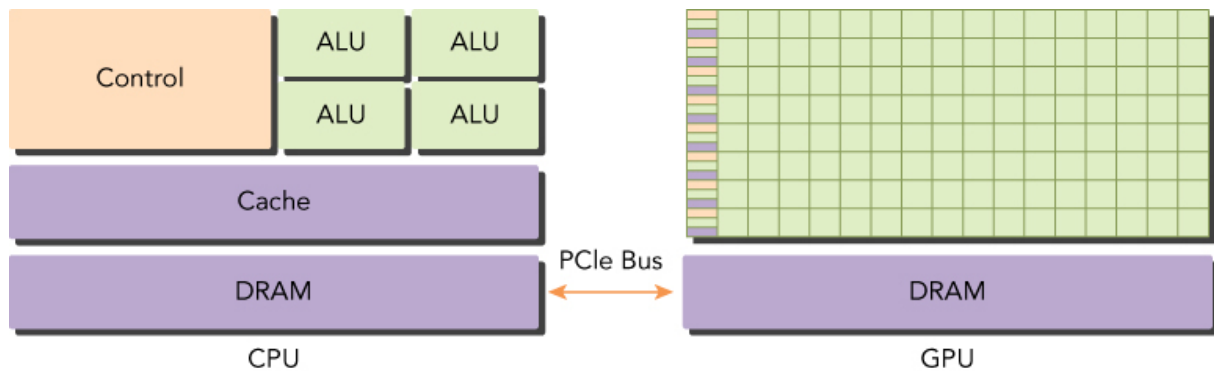 Control
ALU
ALU
ALU
ALU
Cache
DRAM
CPU
PCIe Bus
DRAM
GPU